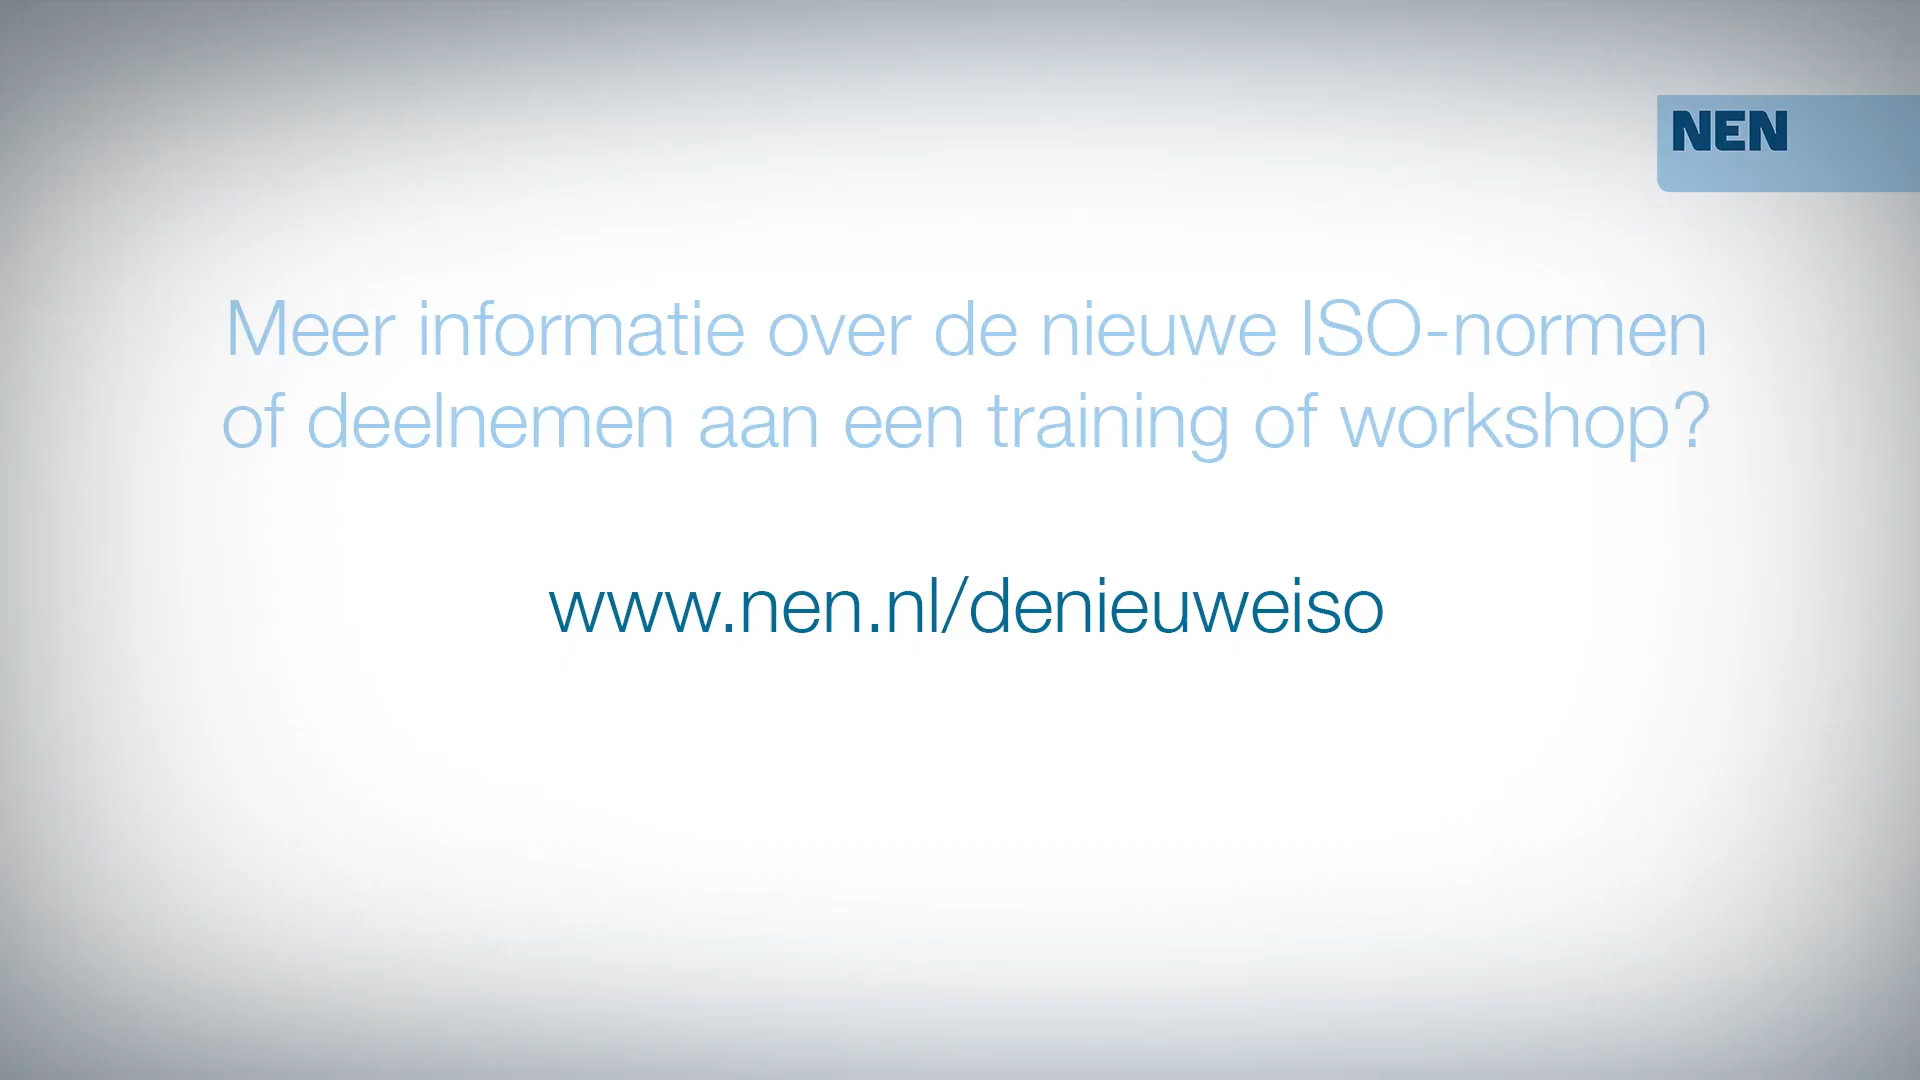 NEN
Meer informatie over de nieuwe ISO-normen
of deelnemen aan een training of workshop?
www.nen.nl/denieuweiso